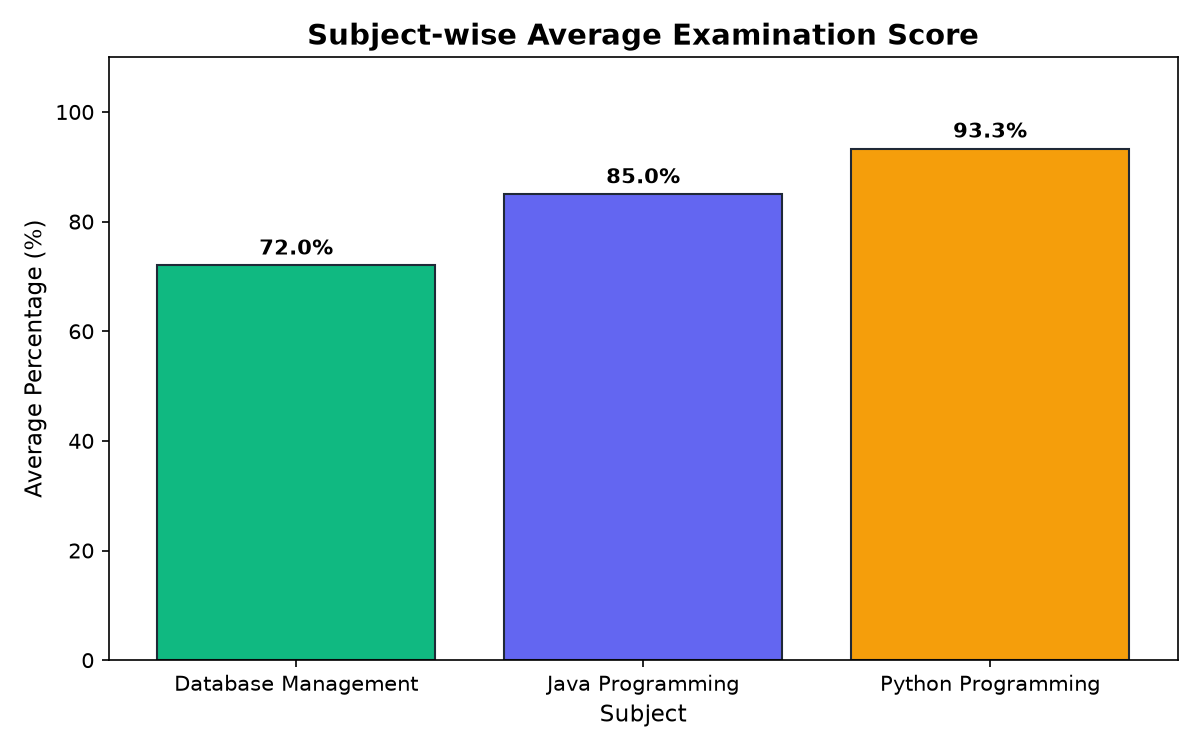 Subject-wise Average Examination Score
Average Percentage (%)
100
80
60
40
20
0
72.0%
85.0%
93.3%
Database Management
Java Programming
Python Programming
Subject